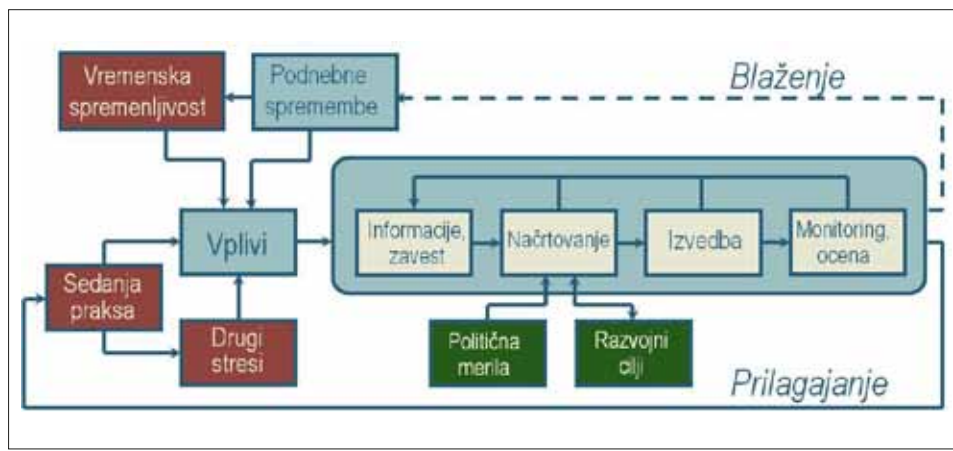 Vremenska
spremenljivost
Podnebne
spremembe
Blaženje
Vplivi
Informacije,
zavest
Načrtovanje
Izvedba
Monitoring,
ocena
Sedanja
praksa
Drugi
stresi
Politična
merila
Razvojni
cilji
Prilagajanje